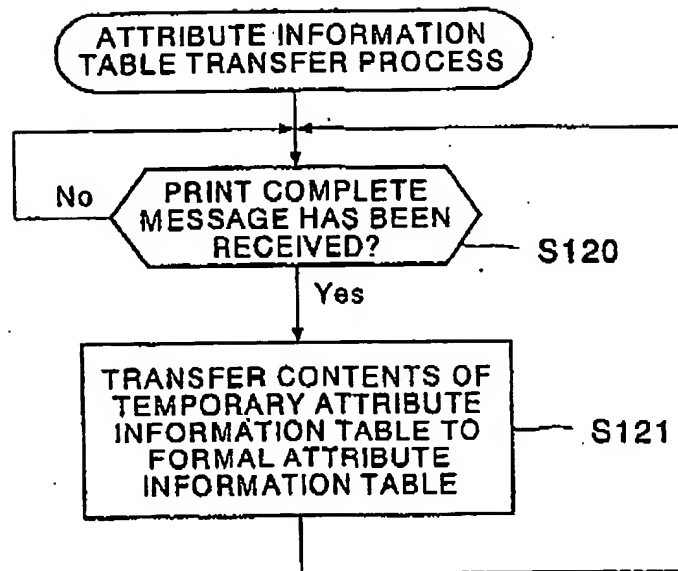 ATTRIBUTE INFORMATION
TABLE TRANSFER PROCESS
No
PRINT COMPLETE
MESSAGE HAS BEEN
RECEIVED?
S120
Yes
TRANSFER CONTENTS OF
TEMPORARY ATTRIBUTE
INFORMATION TABLE TO
FORMAL ATTRIBUTE
INFORMATION TABLE
S121